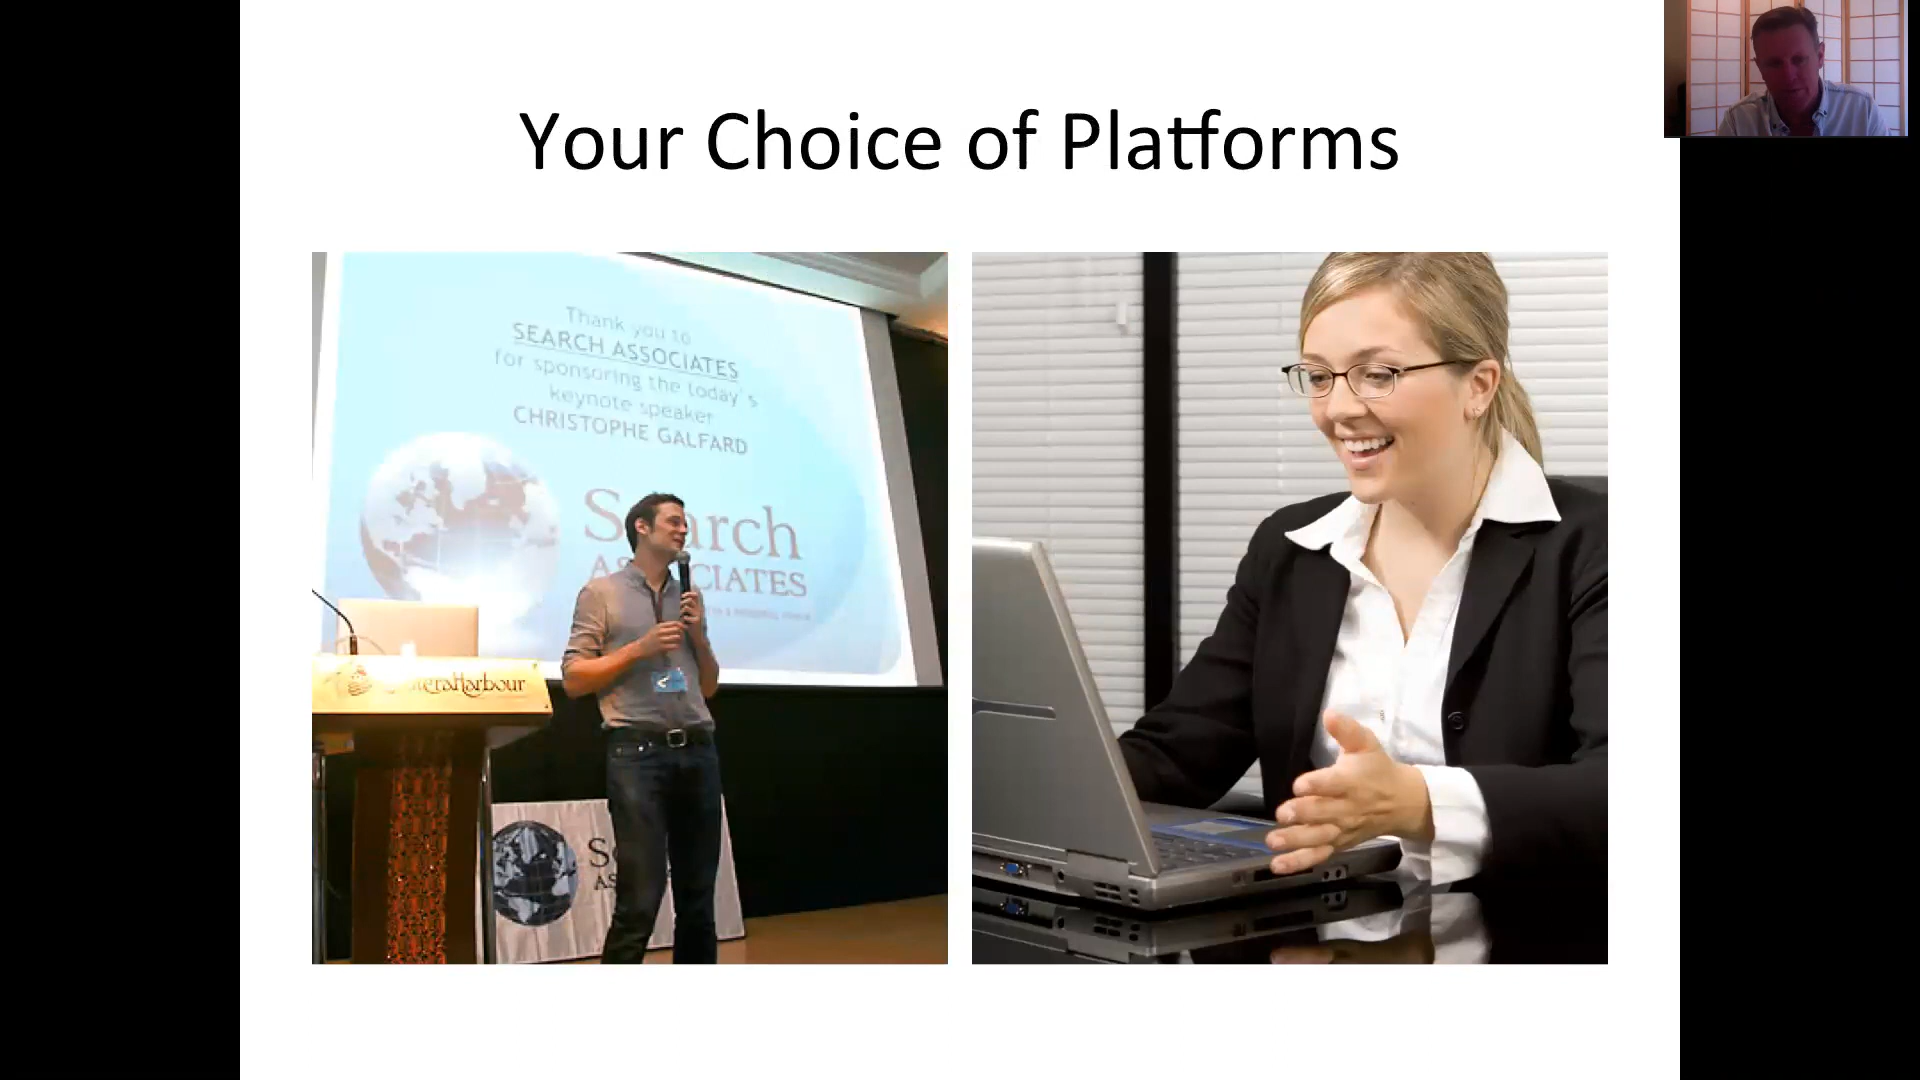 Your Choice of Platforms
Thank you to
SEARCH ASSOCIATES
for sponsoring the today's
keynote speaker
CHRISTOPHE GALFARD